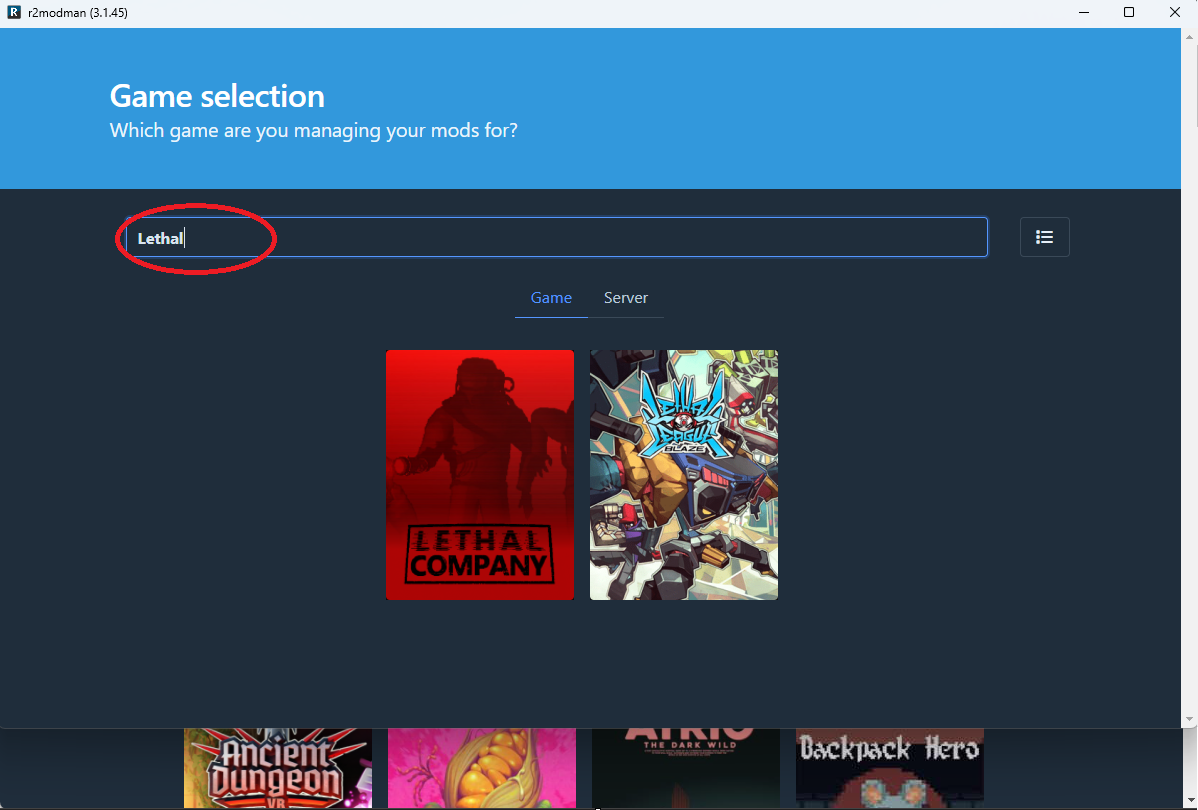 R r2modman (3.1.45)
Game selection
Which game are you managing your mods for?
Lethal
Game Server
LETHAL
COMPANY
LETHAL
LEAGUE
BLAZE
Ancient
Dungeon
VR
ATRIO
THE DARK WILD
Backpack Hero